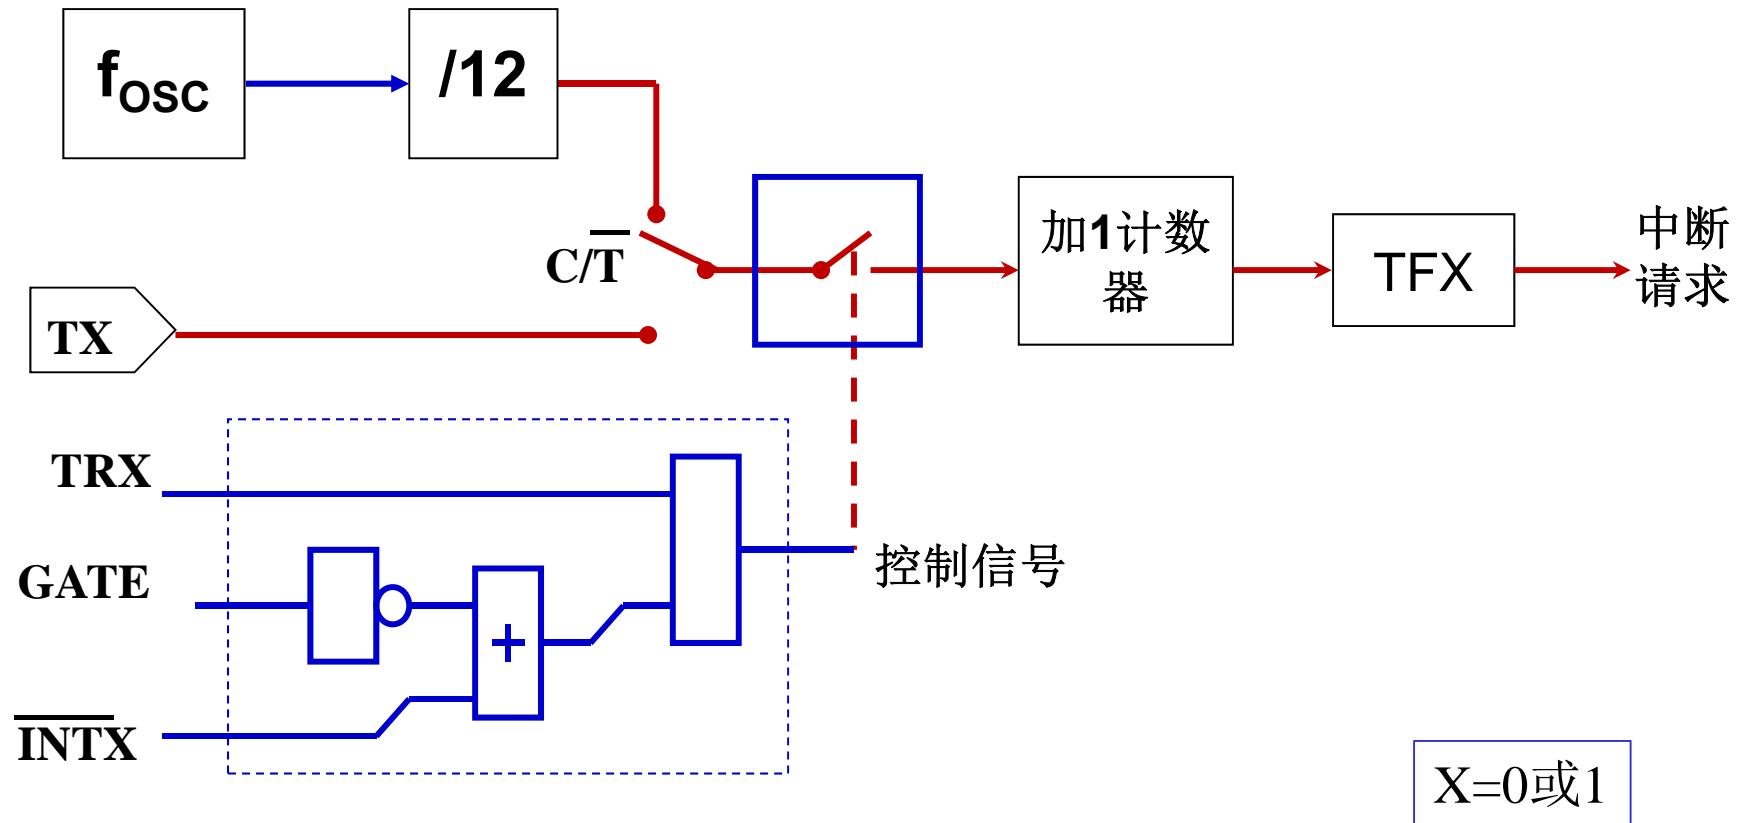 fOSC
/12
C/T̅
加1计数
器
TFX
中断
请求
TX
TRX
GATE
控制信号
+
I̅N̅T̅X̅
X=0或1